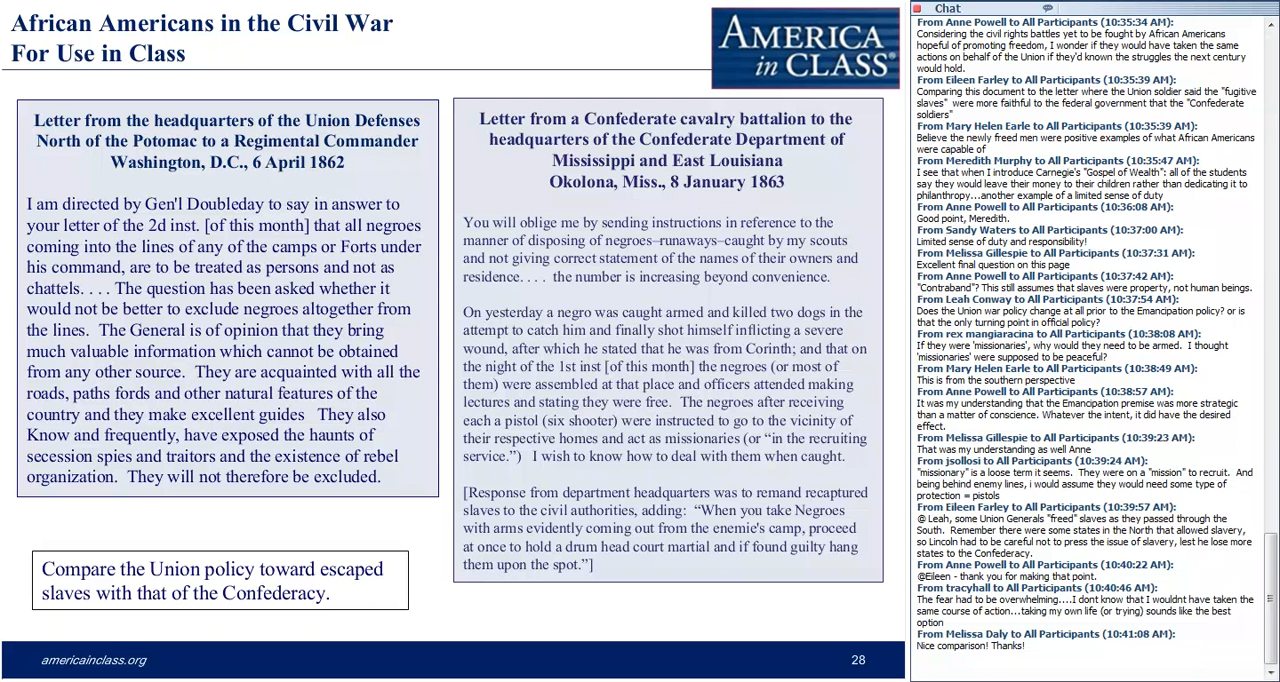 African Americans in the Civil War
For Use in Class
AMERICA
in CLASS®
Letter from the headquarters of the Union Defenses
North of the Potomac to a Regimental Commander
Washington, D.C., 6 April 1862
I am directed by Gen'l Doubleday to say in answer to
your letter of the 2d inst. [of this month] that all negroes
coming into the lines of any of the camps or Forts under
his command, are to be treated as persons and not as
chattels. . . . The question has been asked whether it
would not be better to exclude negroes altogether from
the lines. The General is of opinion that they bring
much valuable information which cannot be obtained
from any other source. They are acquainted with all the
roads, paths fords and other natural features of the
country and they make excellent guides They also
Know and frequently, have exposed the haunts of
secession spies and traitors and the existence of rebel
organization. They will not therefore be excluded.
Compare the Union policy toward escaped
slaves with that of the Confederacy.
Letter from a Confederate cavalry battalion to the
headquarters of the Confederate Department of
Mississippi and East Louisiana
Okolona, Miss., 8 January 1863
You will oblige me by sending instructions in reference to the
manner of disposing of negroes–runaways–caught by my scouts
and not giving correct statement of the names of their owners and
residence. . . . the number is increasing beyond convenience.
On yesterday a negro was caught armed and killed two dogs in the
attempt to catch him and finally shot himself inflicting a severe
wound, after which he stated that he was from Corinth; and that on
the night of the 1st inst [of this month] the negroes (or most of
them) were assembled at that place and officers attended making
lectures and stating they were free. The negroes after receiving
each a pistol (six shooter) were instructed to go to the vicinity of
their respective homes and act as missionaries (or “in the recruiting
service.”) I wish to know how to deal with them when caught.
[Response from department headquarters was to remand recaptured
slaves to the civil authorities, adding: “When you take Negroes
with arms evidently coming out from the enemie's camp, proceed
at once to hold a drum head court martial and if found guilty hang
them upon the spot.”]
americainclass.org
28
Chat
From Anne Powell to All Participants (10:35:34 AM):
Considering the civil rights battles yet to be fought by African Americans
hopeful of promoting freedom, I wonder if they would have taken the same
actions on behalf of the Union if they'd known the struggles the next century
would hold.
From Eileen Farley to All Participants (10:35:39 AM):
Comparing this document to the letter where the Union soldier said the "fugitive
slaves" were more faithful to the federal government that the "Confederate
soldiers"
From Mary Helen Earle to All Participants (10:35:39 AM):
Believe the newly freed men were positive examples of what African Americans
were capable of
From Meredith Murphy to All Participants (10:35:47 AM):
I see that when I introduce Carnegie's "Gospel of Wealth": all of the students
say they would leave their money to their children rather than dedicating it to
philanthropy...another example of a limited sense of duty
From Anne Powell to All Participants (10:36:08 AM):
Good point, Meredith.
From Sandy Waters to All Participants (10:37:00 AM):
Limited sense of duty and responsibility!
From Melissa Gillespie to All Participants (10:37:31 AM):
Excellent final question on this page
From Anne Powell to All Participants (10:37:42 AM):
"Contraband"? This still assumes that slaves were property, not human beings.
From Leah Conway to All Participants (10:37:54 AM):
Does the Union war policy change at all prior to the Emancipation policy? or is
that the only turning point in official policy?
From rex mangiaracina to All Participants (10:38:08 AM):
If they were 'missionaries', why would they need to be armed. I thought
'missionaries' were supposed to be peaceful?
From Mary Helen Earle to All Participants (10:38:49 AM):
This is from the southern perspective
From Anne Powell to All Participants (10:38:57 AM):
It was my understanding that the Emancipation premise was more strategic
than a matter of conscience. Whatever the intent, it did have the desired
effect.
From Melissa Gillespie to All Participants (10:39:23 AM):
That was my understanding as well Anne
From jsollosi to All Participants (10:39:24 AM):
"missionary" is a loose term it seems. They were on a "mission" to recruit. And
being behind enemy lines, i would assume they would need some type of
protection = pistols
From Eileen Farley to All Participants (10:39:57 AM):
@ Leah, some Union Generals "freed" slaves as they passed through the
South. Remember there were some states in the North that allowed slavery,
so Lincoln had to be careful not to press the issue of slavery, lest he lose more
states to the Confederacy.
From Anne Powell to All Participants (10:40:22 AM):
@Eileen - thank you for making that point.
From tracyhall to All Participants (10:40:46 AM):
The fear had to be overwhelming....I dont know that I wouldnt have taken the
same course of action...taking my own life (or trying) sounds like the best
option
From Melissa Daly to All Participants (10:41:08 AM):
Nice comparison! Thanks!